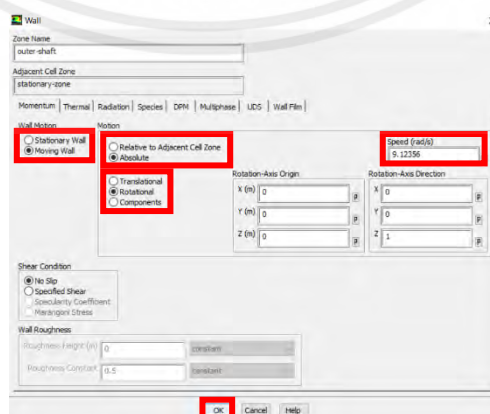 Wall
Zone Name
outer-shaft
Adjacent Cell Zone
stationary-zone
Momentum Thermal Radiation Species DPM Multiphase UDS Wall Film
Wall Motion
Stationary Wall
Moving Wall
Motion
Relative to Adjacent Cell Zone
Absolute
Speed (rad/s)
9.12356
Translational
Rotational
Components
Rotation-Axis Origin
X (m) 0 P
Y (m) 0 P
Z (m) 0 P
Rotation-Axis Direction
X 0 P
Y 0 P
Z 1 P
Shear Condition
No Slip
Specified Shear
Specularity Coefficient
Marangoni Stress
Wall Roughness
Roughness Height (m) 0 constant
Roughness Constant 0.5 constant
OK Cancel Help